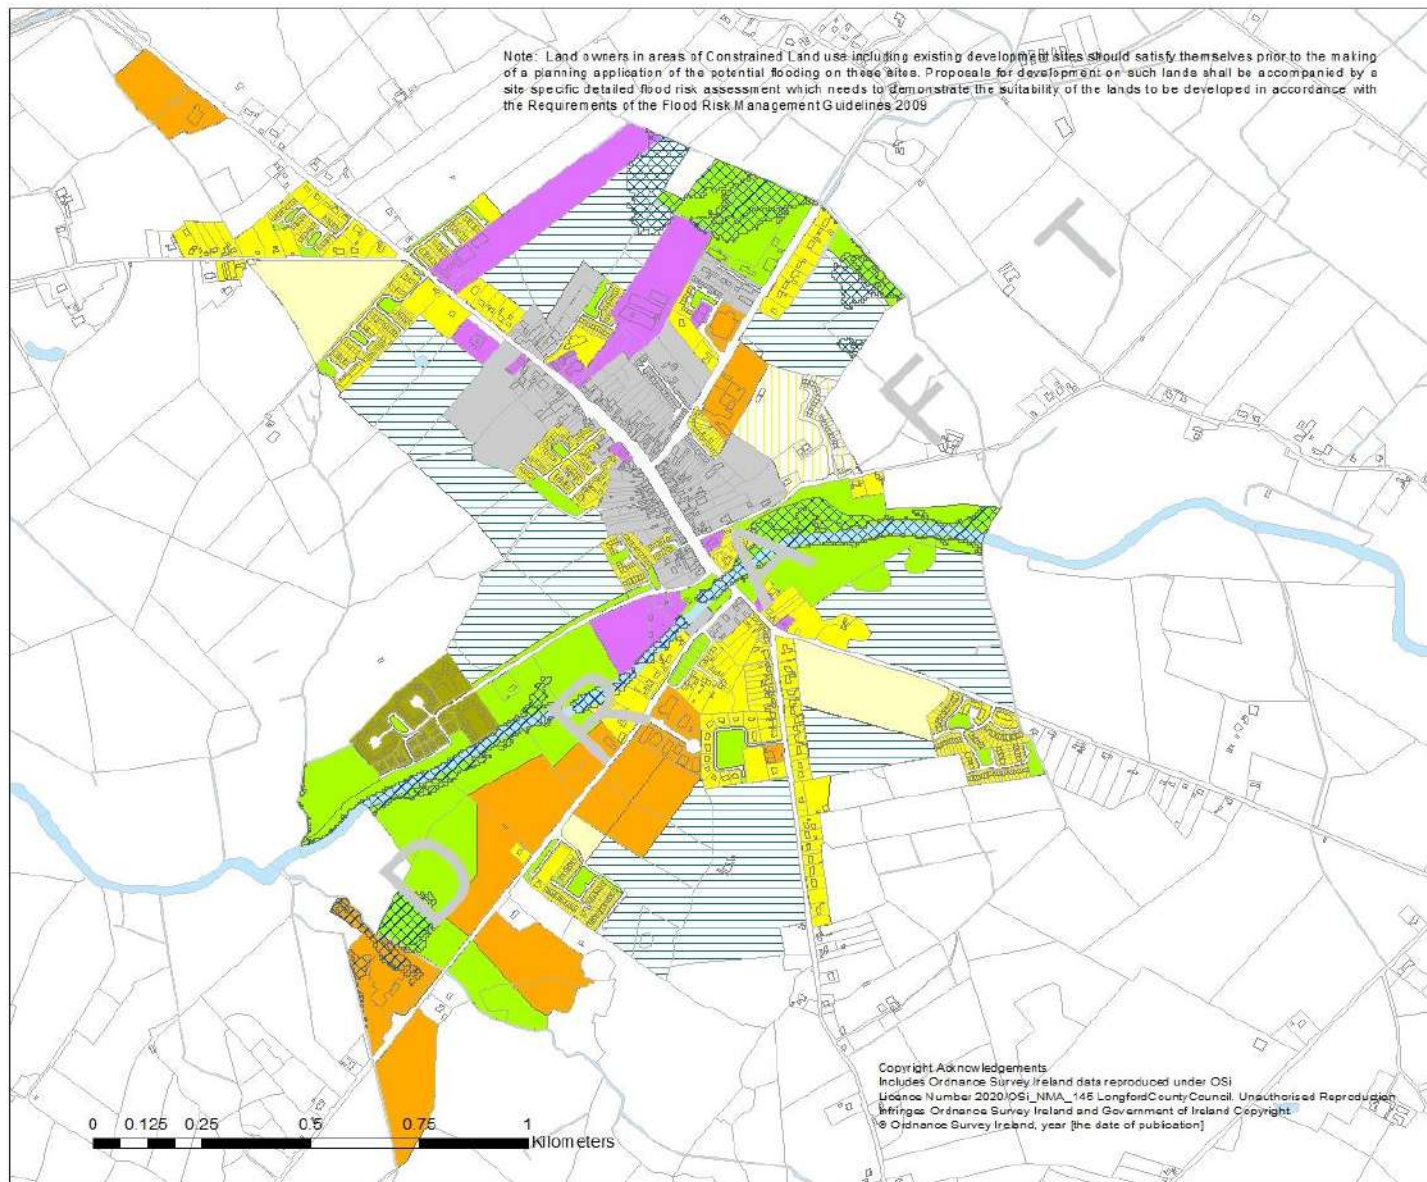 Note: Land owners in areas of Constrained Land use including existing development sites should satisfy themselves prior to the making
of a planning application of the potential flooding on these sites. Proposals for development on such lands shall be accompanied by a
site specific detailed flood risk assessment which needs to demonstrate the suitability of the lands to be developed in accordance with
the Requirements of the Flood Risk Management Guidelines 2009
DRAFT
Copyright Acknowledgements
Includes Ordnance Survey Ireland data reproduced under OSi
Licence Number 2020/OSi_NMA_145 Longford County Council. Unauthorised Reproduction
Infringes Ordnance Survey Ireland and Government of Ireland Copyright
© Ordnance Survey Ireland, year [the date of publication]
0 0.125 0.25 0.5 0.75 1
Kilometers